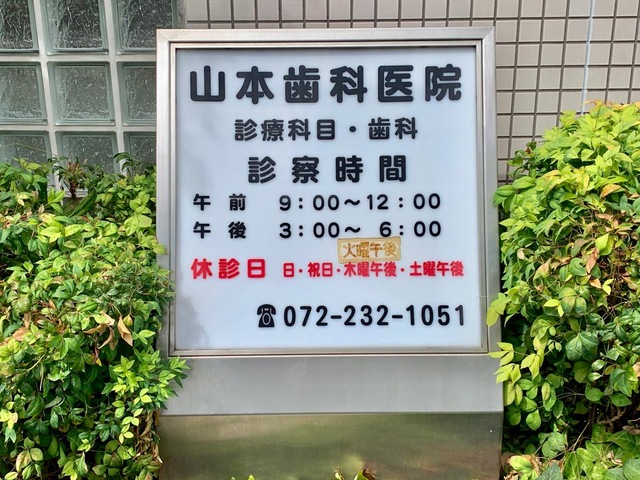 山本歯科医院
診療科目・歯科
診察時間
午前 9:00〜12:00
午後 3:00〜 6:00
火曜午後
休診日 日・祝日・木曜午後・土曜午後
☎072-232-1051